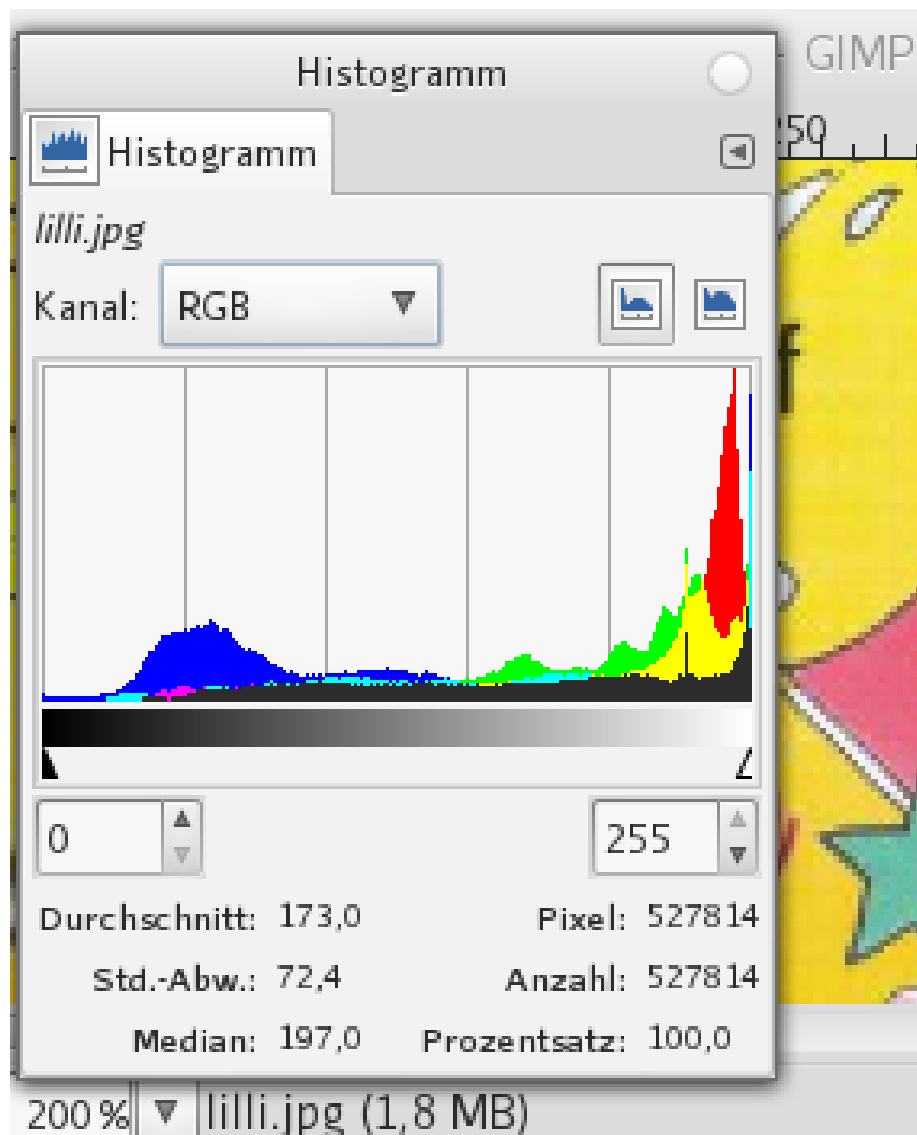 GIMP
Histogramm
250
Histogramm
lilli.jpg
Kanal: RGB
f
0 255
Durchschnitt: 173,0 Pixel: 527814
Std.-Abw.: 72,4 Anzahl: 527814
Median: 197,0 Prozentsatz: 100,0
200 % lilli.jpg (1,8 MB)